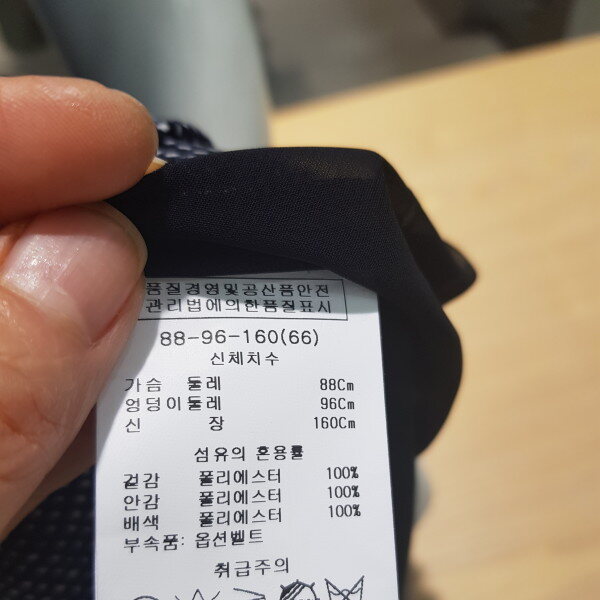 품질경영및공산품안전
관리법에의한품질표시
88-96-160(66)
신체치수
가슴 둘레 88Cm
엉덩이둘레 96Cm
신 장 160Cm
섬유의 혼용률
겉감 폴리에스터 100%
안감 폴리에스터 100%
배색 폴리에스터 100%
부속품: 옵션벨트
취급주의